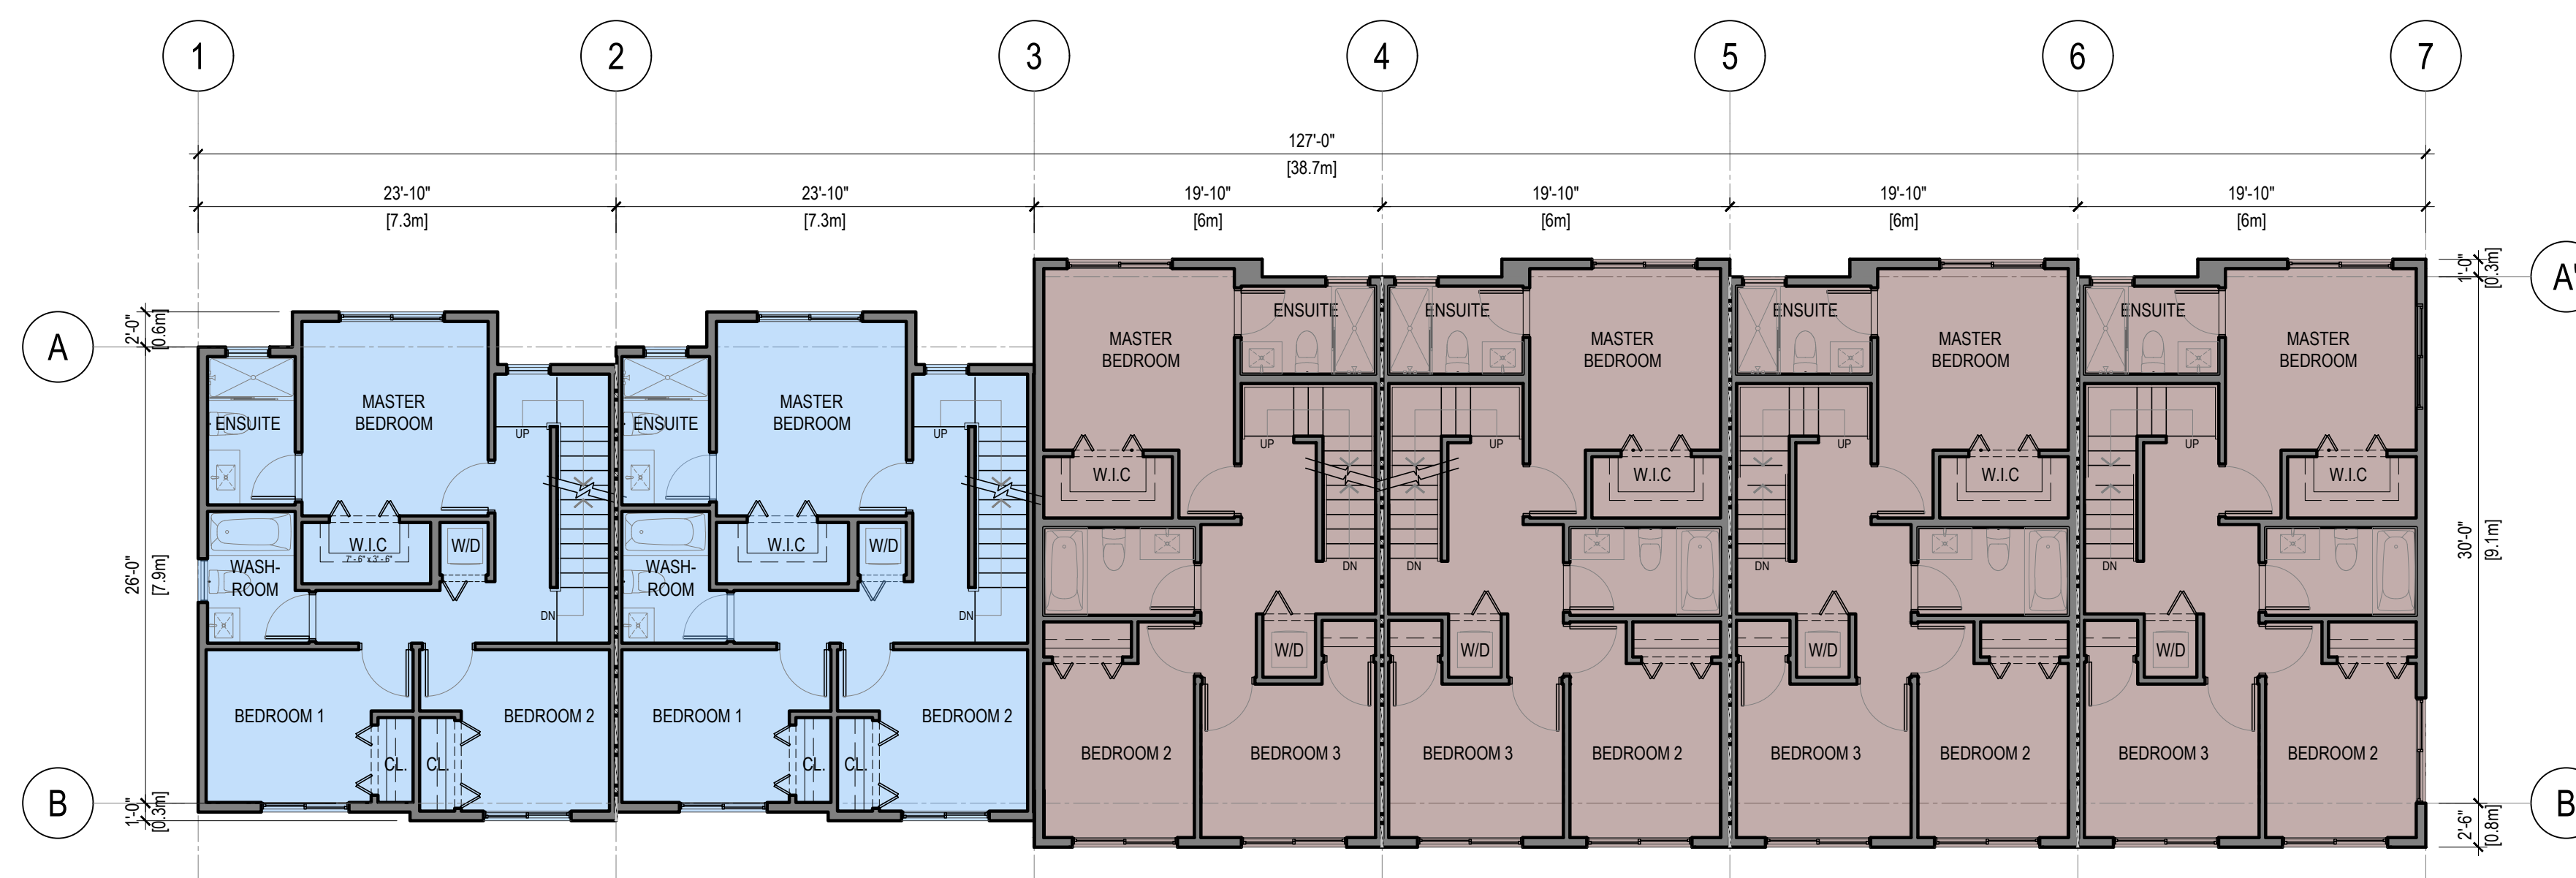 1 2 3 4 5 6 7
127'-0"
[38.7m]
23'-10" 23'-10" 19'-10" 19'-10" 19'-10" 19'-10"
[7.3m] [7.3m] [6m] [6m] [6m] [6m]
A
2'-0"
[0.6m]
26'-0"
[7.9m]
B
1'-0"
[0.3m]
ENSUITE
MASTER
BEDROOM
UP
W.I.C
7'-6"x3'-6"
W/D
WASH-
ROOM
DN
BEDROOM 1
BEDROOM 2
CL.
CL.
ENSUITE
MASTER
BEDROOM
UP
W.I.C
W/D
WASH-
ROOM
DN
BEDROOM 1
BEDROOM 2
CL.
CL.
MASTER
BEDROOM
ENSUITE
UP
W.I.C
DN
W/D
BEDROOM 2
BEDROOM 3
ENSUITE
MASTER
BEDROOM
UP
W.I.C
DN
W/D
BEDROOM 3
BEDROOM 2
ENSUITE
MASTER
BEDROOM
UP
W.I.C
DN
W/D
BEDROOM 3
BEDROOM 2
ENSUITE
MASTER
BEDROOM
UP
W.I.C
DN
W/D
BEDROOM 3
BEDROOM 2
1'-0"
[0.3m]
A'
30'-0"
[9.1m]
B
2'-6"
[0.8m]